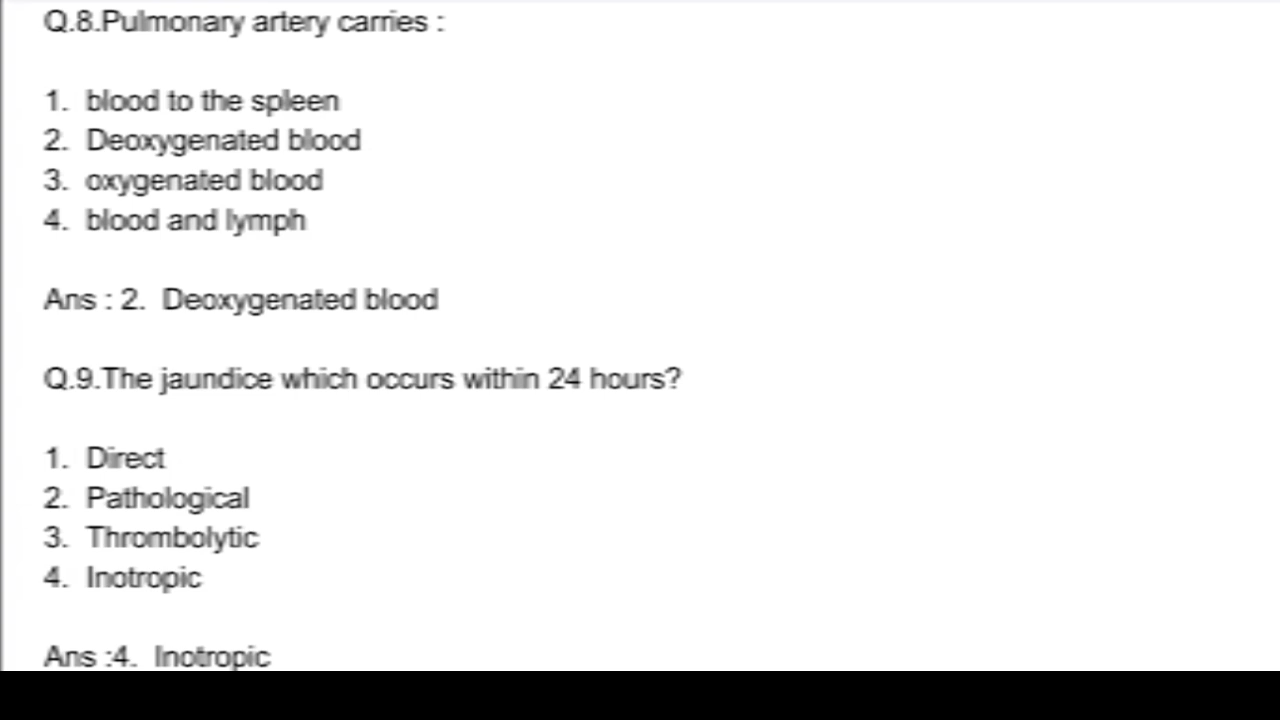 Q.8.Pulmonary artery carries :
1. blood to the spleen
2. Deoxygenated blood
3. oxygenated blood
4. blood and lymph
Ans : 2. Deoxygenated blood
Q.9.The jaundice which occurs within 24 hours?
1. Direct
2. Pathological
3. Thrombolytic
4. Inotropic
Ans :4. Inotropic